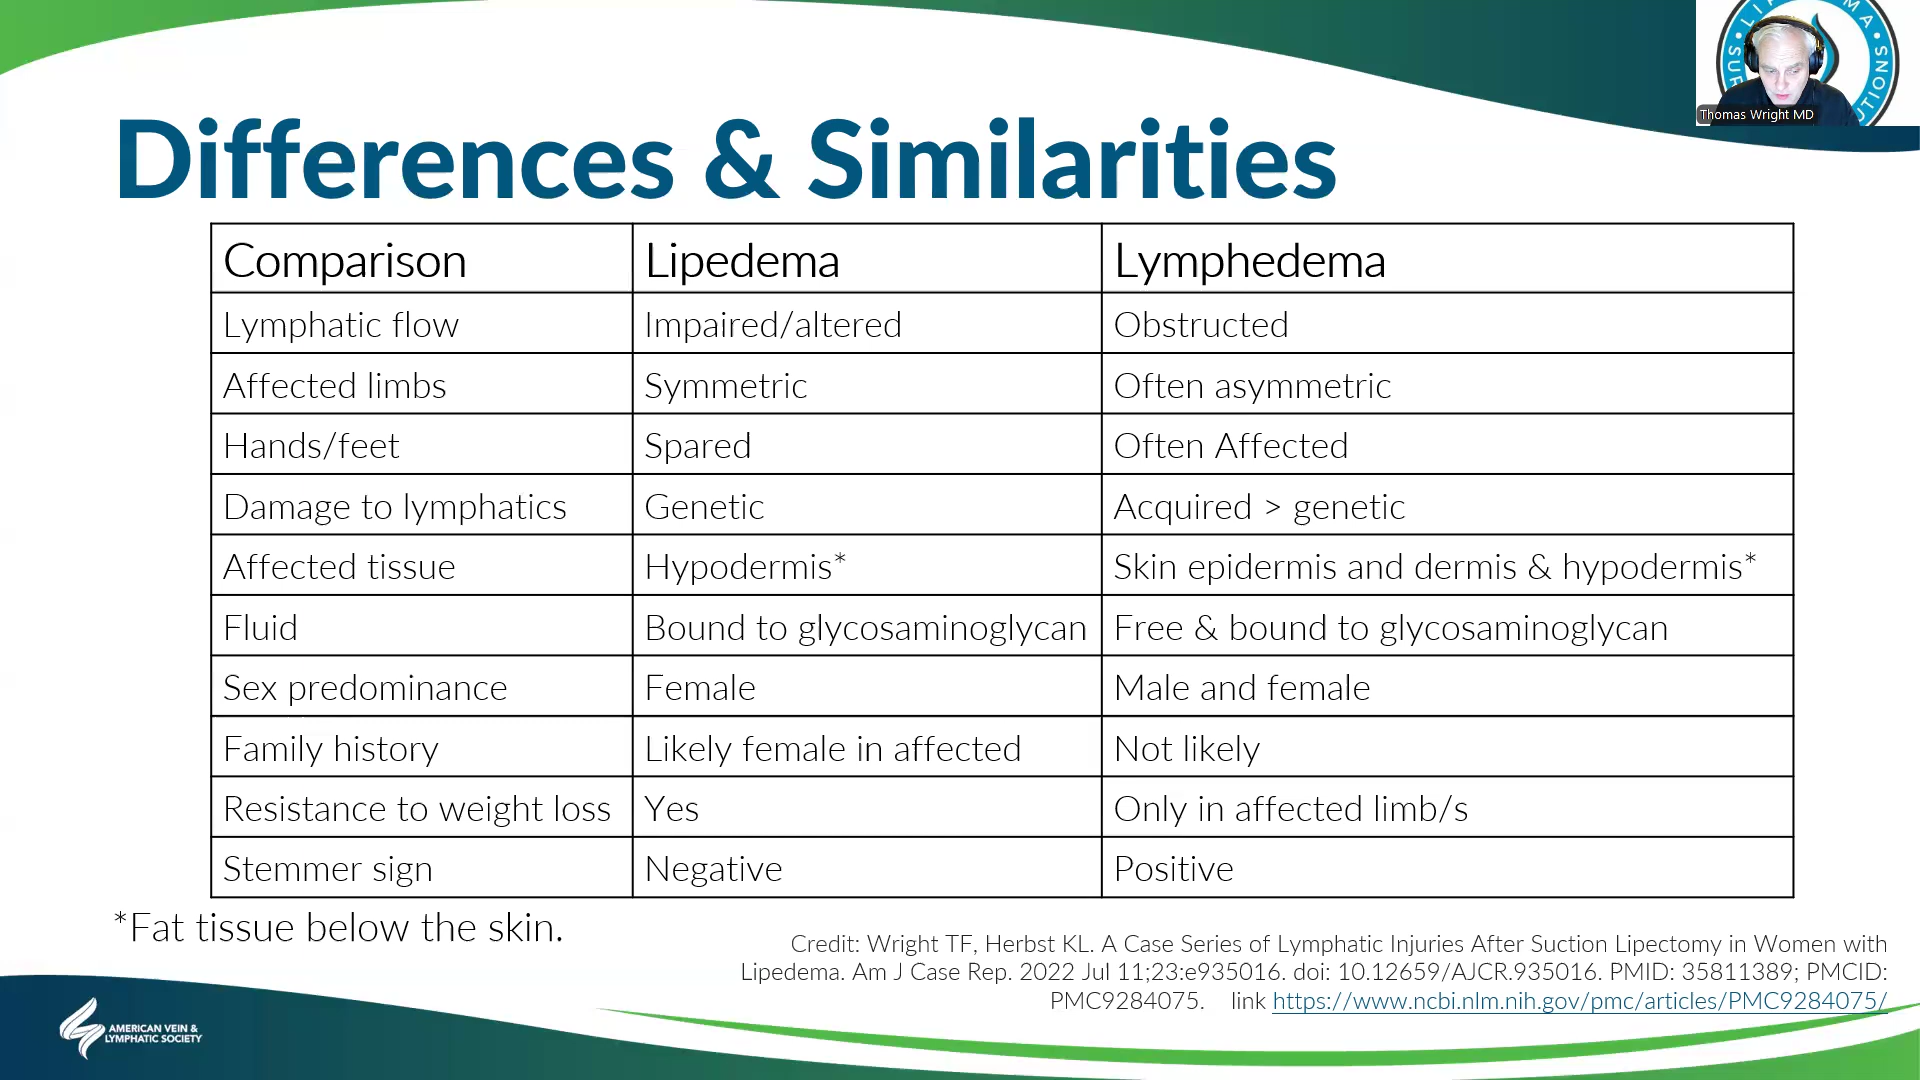 Thomas Wright MD
Differences & Similarities
Comparison Lipedema Lymphedema
Lymphatic flow Impaired/altered Obstructed
Affected limbs Symmetric Often asymmetric
Hands/feet Spared Often Affected
Damage to lymphatics Genetic Acquired > genetic
Affected tissue Hypodermis* Skin epidermis and dermis & hypodermis*
Fluid Bound to glycosaminoglycan Free & bound to glycosaminoglycan
Sex predominance Female Male and female
Family history Likely female in affected Not likely
Resistance to weight loss Yes Only in affected limb/s
Stemmer sign Negative Positive
*Fat tissue below the skin.
Credit: Wright TF, Herbst KL. A Case Series of Lymphatic Injuries After Suction Lipectomy in Women with
Lipedema. Am J Case Rep. 2022 Jul 11;23:e935016. doi: 10.12659/AJCR.935016. PMID: 35811389; PMCID:
PMC9284075. link https://www.ncbi.nlm.nih.gov/pmc/articles/PMC9284075/
AMERICAN VEIN &
LYMPHATIC SOCIETY